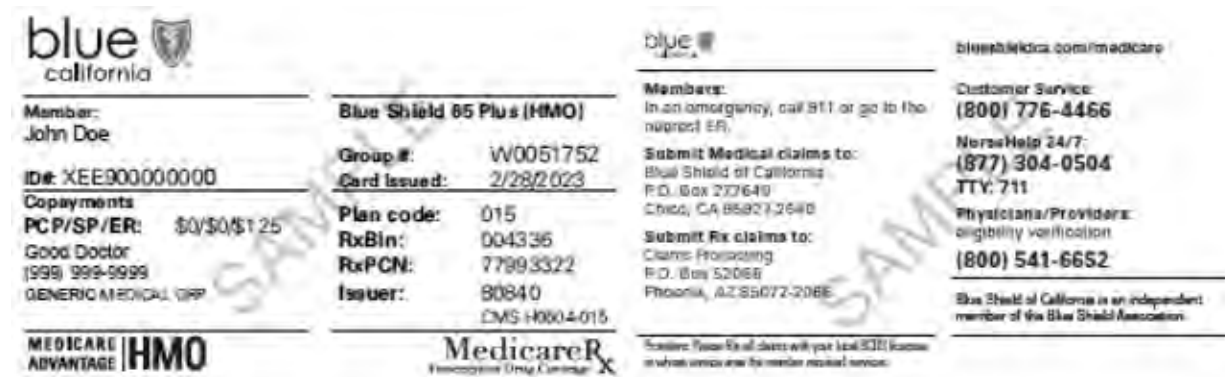 blue
california
Member:
John Doe
ID#: XEE900000000
Copayments
PCP/SP/ER: $0/$0/$125
Good Doctor
(999) 999-9999
GENERIC MEDICAL GRP
MEDICARE
ADVANTAGE HMO
Blue Shield 65 Plus (HMO)
Group #: W0051752
Card Issued: 2/28/2023
Plan code: 015
RxBin: 004336
RxPCN: 77993322
Issuer: 80840
CMS-H0504-015
MedicareRx
Prescription Drug Coverage
SAMPLE
blue
Members:
In an emergency, call 911 or go to the
nearest ER.
Submit Medical claims to:
Blue Shield of California
P.O. Box
Chico, CA
Submit Rx claims to:
Claims Processing
P.O. Box 52066
Phoenix, AZ 85072-2066
blueshieldca.com/medicare
Customer Service:
(800) 776-4466
NurseHelp 24/7:
(877) 304-0504
TTY: 711
Physicians/Providers:
eligibility verification
(800) 541-6652
Blue Shield of California is an independent
member of the Blue Shield Association
SAMPLE